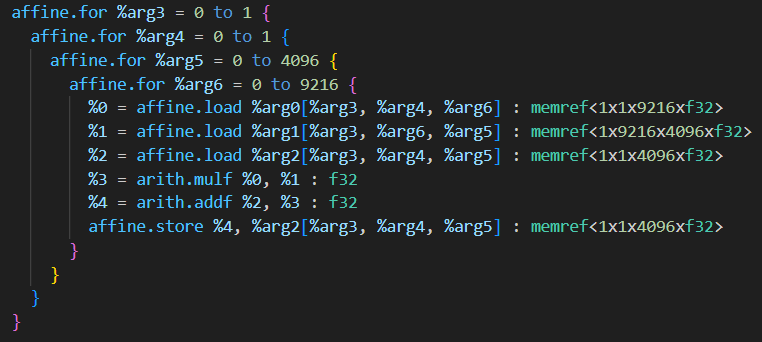 affine.for %arg3 = 0 to 1 {
  affine.for %arg4 = 0 to 1 {
    affine.for %arg5 = 0 to 4096 {
      affine.for %arg6 = 0 to 9216 {
        %0 = affine.load %arg0[%arg3, %arg4, %arg6] : memref<1x1x9216xf32>
        %1 = affine.load %arg1[%arg3, %arg6, %arg5] : memref<1x9216x4096xf32>
        %2 = affine.load %arg2[%arg3, %arg4, %arg5] : memref<1x1x4096xf32>
        %3 = arith.mulf %0, %1 : f32
        %4 = arith.addf %2, %3 : f32
        affine.store %4, %arg2[%arg3, %arg4, %arg5] : memref<1x1x4096xf32>
      }
    }
  }
}